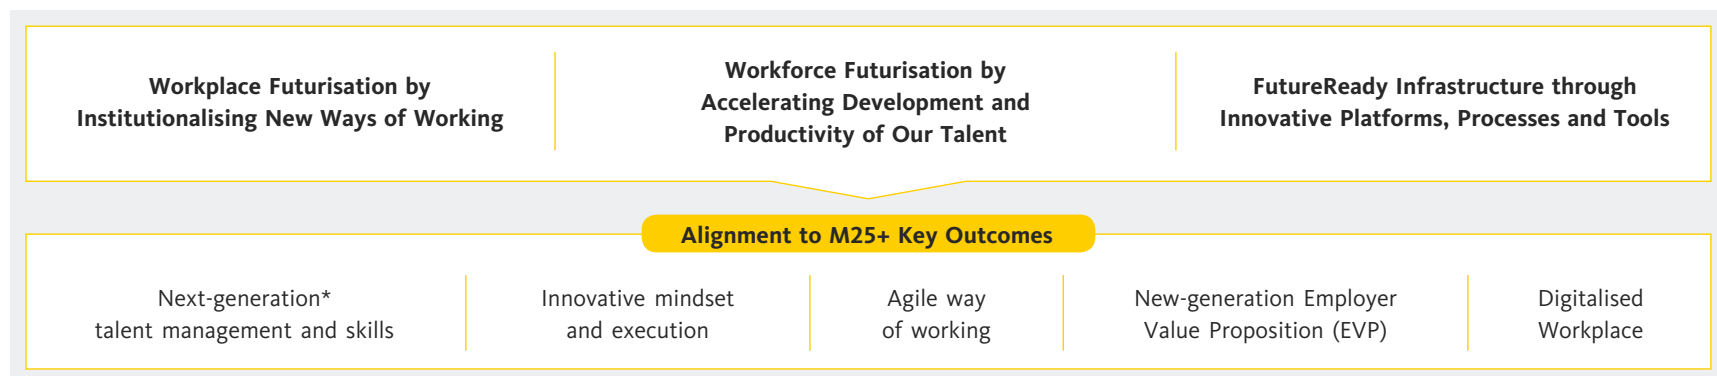 Workplace Futurisation by
Institutionalising New Ways of Working
Workforce Futurisation by
Accelerating Development and
Productivity of Our Talent
FutureReady Infrastructure through
Innovative Platforms, Processes and Tools
Alignment to M25+ Key Outcomes
Next-generation*
talent management and skills
Innovative mindset
and execution
Agile way
of working
New-generation Employer
Value Proposition (EVP)
Digitalised
Workplace